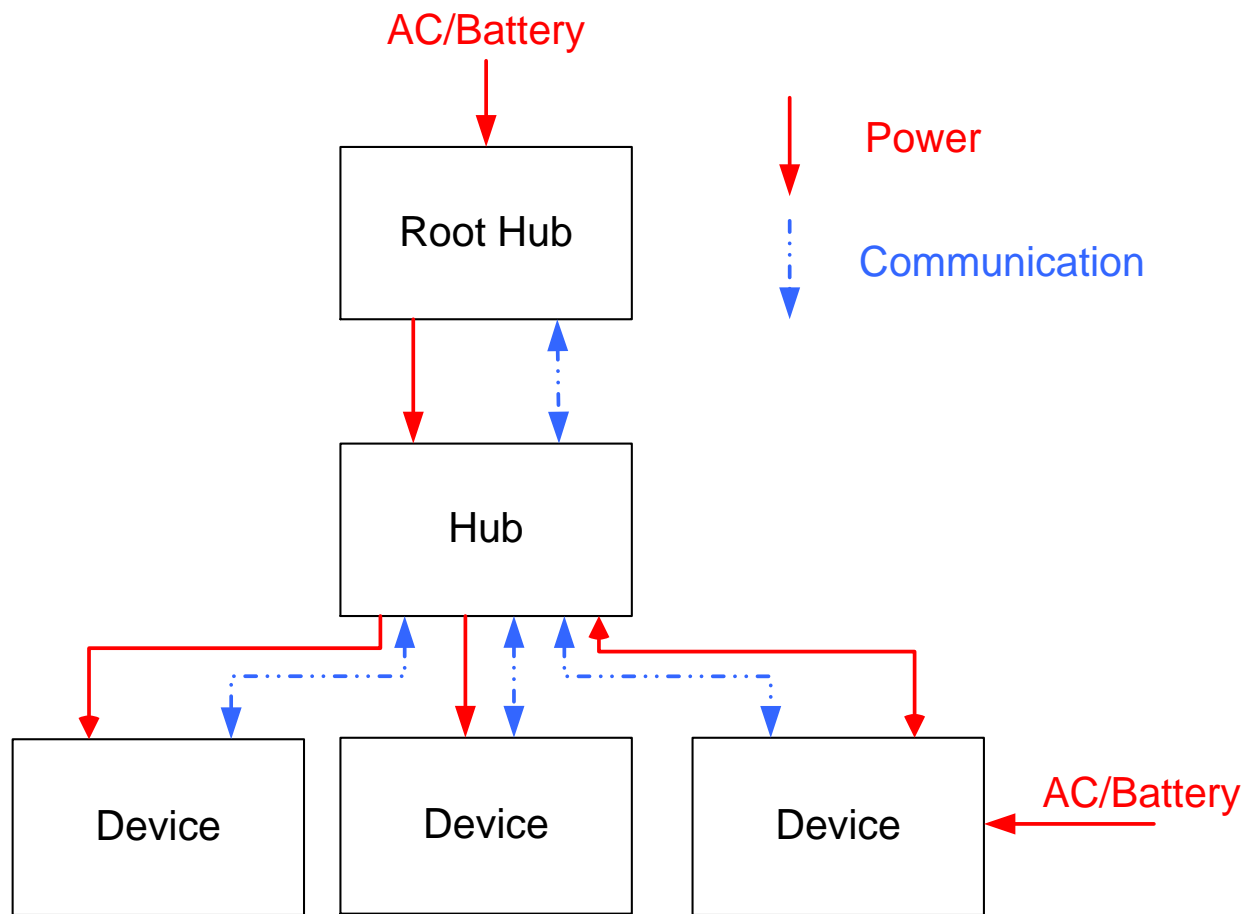 AC/Battery
Power
Root Hub
Communication
Hub
Device
Device
Device
AC/Battery